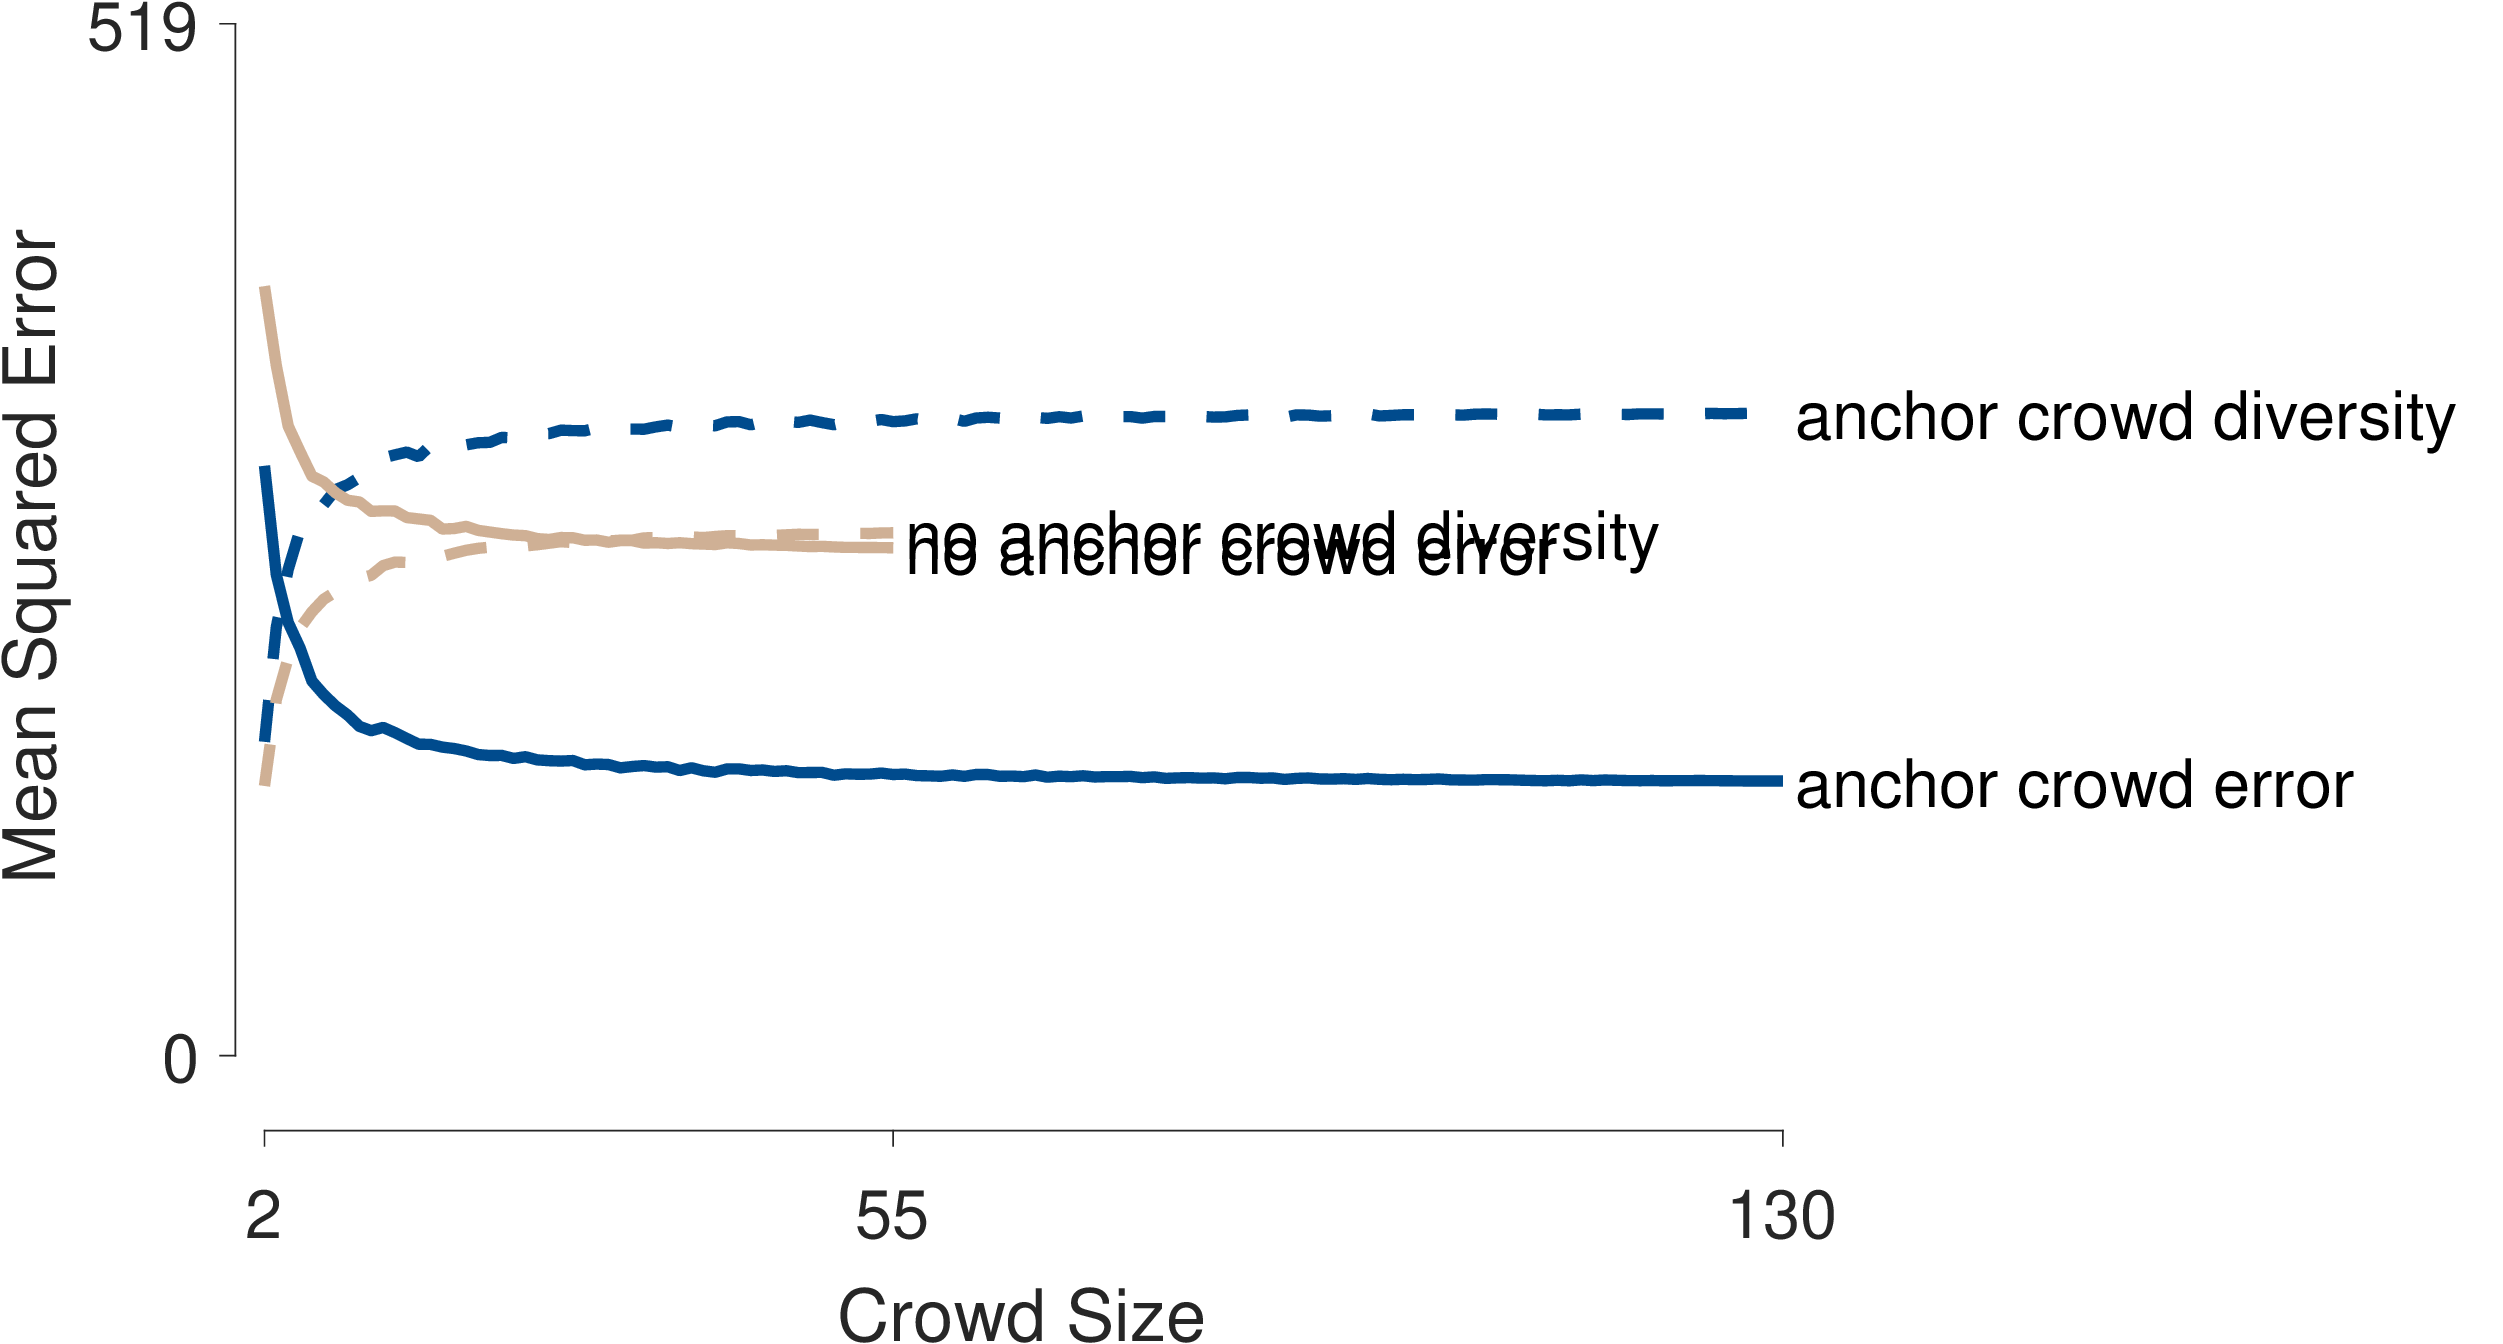 519
Mean Squared Error
anchor crowd diversity
no anchor crowd diversity
no anchor crowd error
anchor crowd error
0
2
55
130
Crowd Size